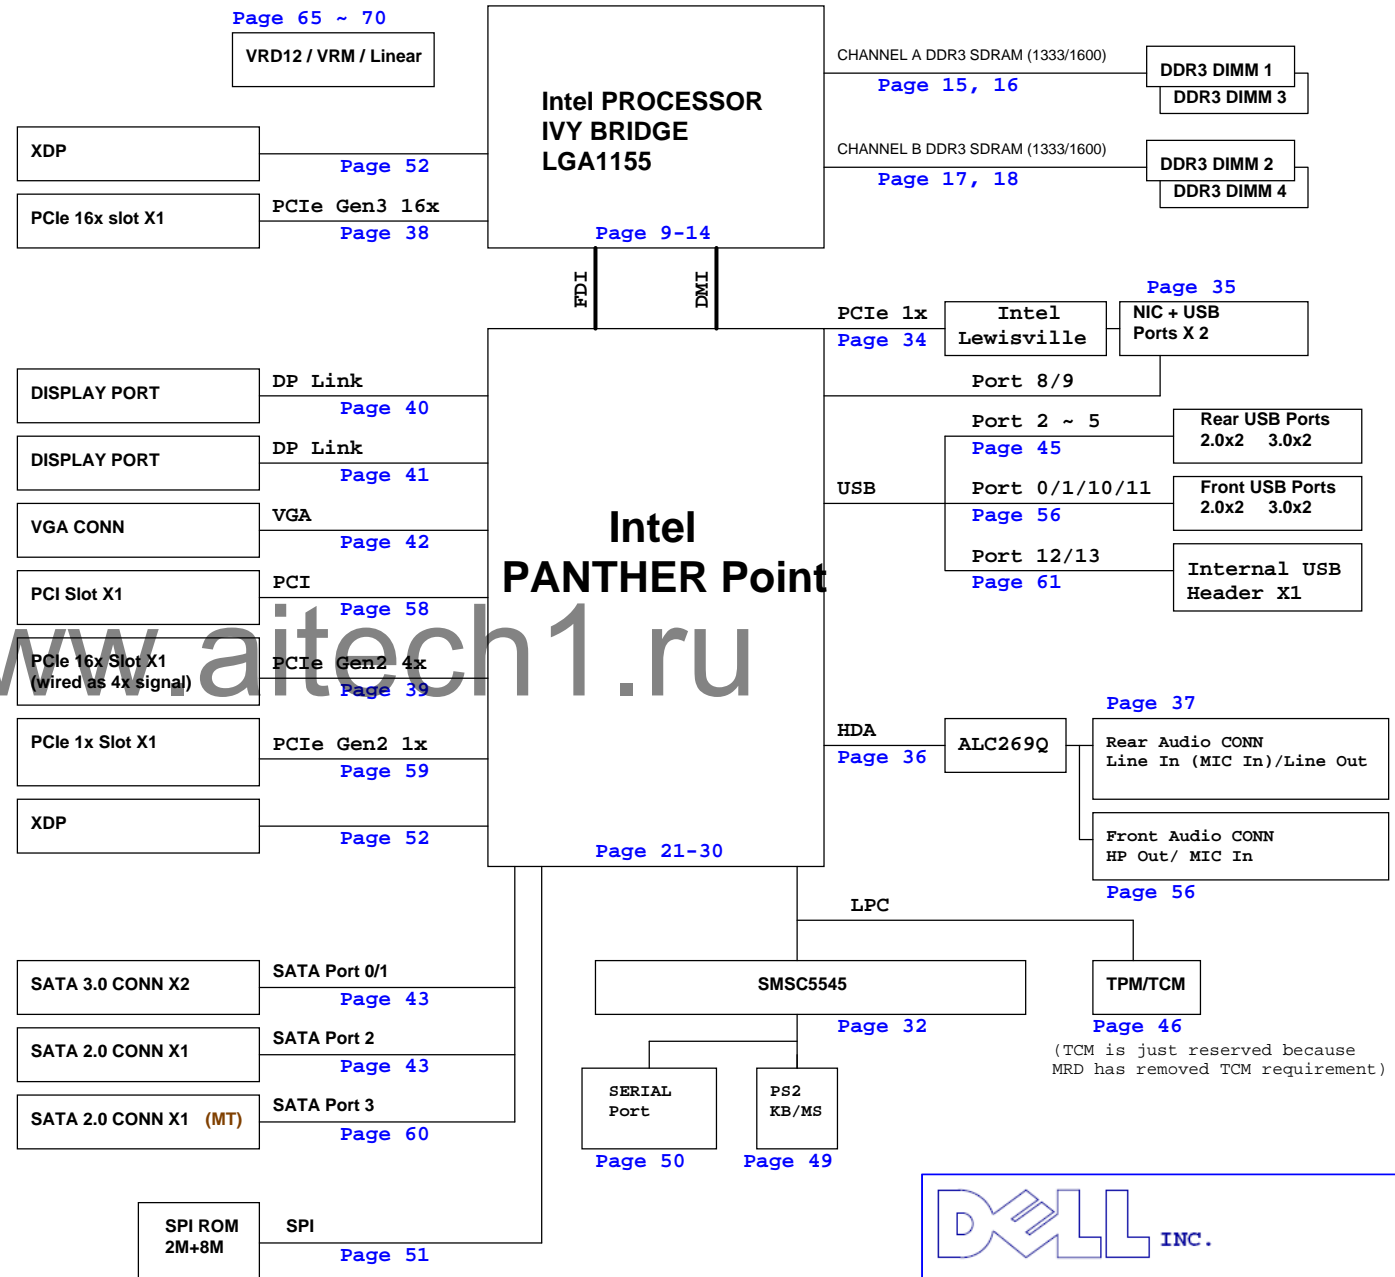 Page 65 ~ 70
VRD12 / VRM / Linear
Intel PROCESSOR
IVY BRIDGE
LGA1155
Page 9-14
CHANNEL A DDR3 SDRAM (1333/1600)
Page 15, 16
DDR3 DIMM 1
DDR3 DIMM 3
CHANNEL B DDR3 SDRAM (1333/1600)
Page 17, 18
DDR3 DIMM 2
DDR3 DIMM 4
XDP
Page 52
PCIe 16x slot X1
PCIe Gen3 16x
Page 38
FDI
DMI
PCIe 1x
Page 34
Intel
Lewisville
Page 35
NIC + USB
Ports X 2
Port 8/9
DISPLAY PORT
DP Link
Page 40
DISPLAY PORT
DP Link
Page 41
VGA CONN
VGA
Page 42
PCI Slot X1
PCI
Page 58
PCIe 16x Slot X1
(wired as 4x signal)
PCIe Gen2 4x
Page 39
PCIe 1x Slot X1
PCIe Gen2 1x
Page 59
XDP
Page 52
Intel
PANTHER Point
Page 21-30
ww.aitech1.ru
USB
Port 2 ~ 5
Page 45
Rear USB Ports
2.0x2 3.0x2
Port 0/1/10/11
Page 56
Front USB Ports
2.0x2 3.0x2
Port 12/13
Page 61
Internal USB
Header X1
HDA
Page 36
ALC269Q
Page 37
Rear Audio CONN
Line In (MIC In)/Line Out
Front Audio CONN
HP Out/ MIC In
Page 56
LPC
SMSC5545
Page 32
TPM/TCM
Page 46
(TCM is just reserved because
MRD has removed TCM requirement)
SERIAL
Port
Page 50
PS2
KB/MS
Page 49
SATA 3.0 CONN X2
SATA Port 0/1
Page 43
SATA 2.0 CONN X1
SATA Port 2
Page 43
SATA 2.0 CONN X1 (MT)
SATA Port 3
Page 60
SPI ROM
2M+8M
SPI
Page 51
DELL INC.